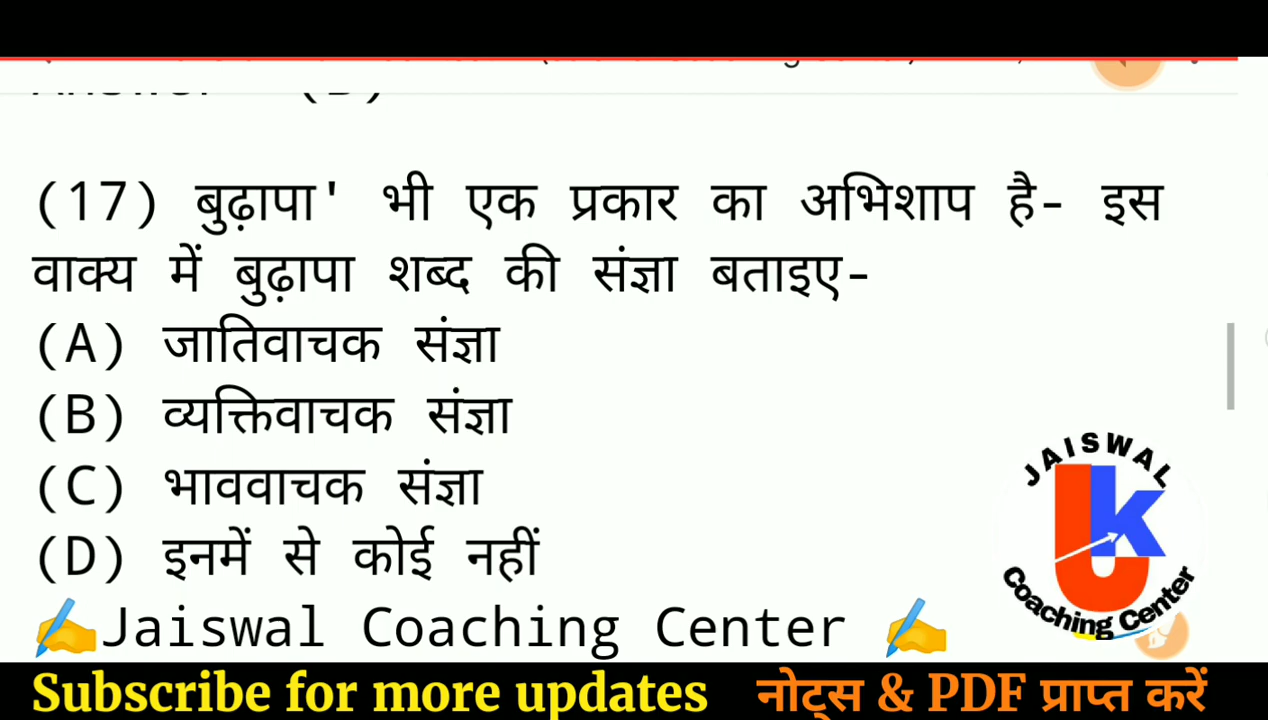 (17) बुढ़ापा' भी एक प्रकार का अभिशाप है- इस
वाक्य में बुढ़ापा शब्द की संज्ञा बताइए-
(A) जातिवाचक संज्ञा
(B) व्यक्तिवाचक संज्ञा
(C) भाववाचक संज्ञा
(D) इनमें से कोई नहीं
JAISWAL
JK
Coaching Center
✍️Jaiswal Coaching Center ✍️
Subscribe for more updates नोट्स & PDF प्राप्त करें